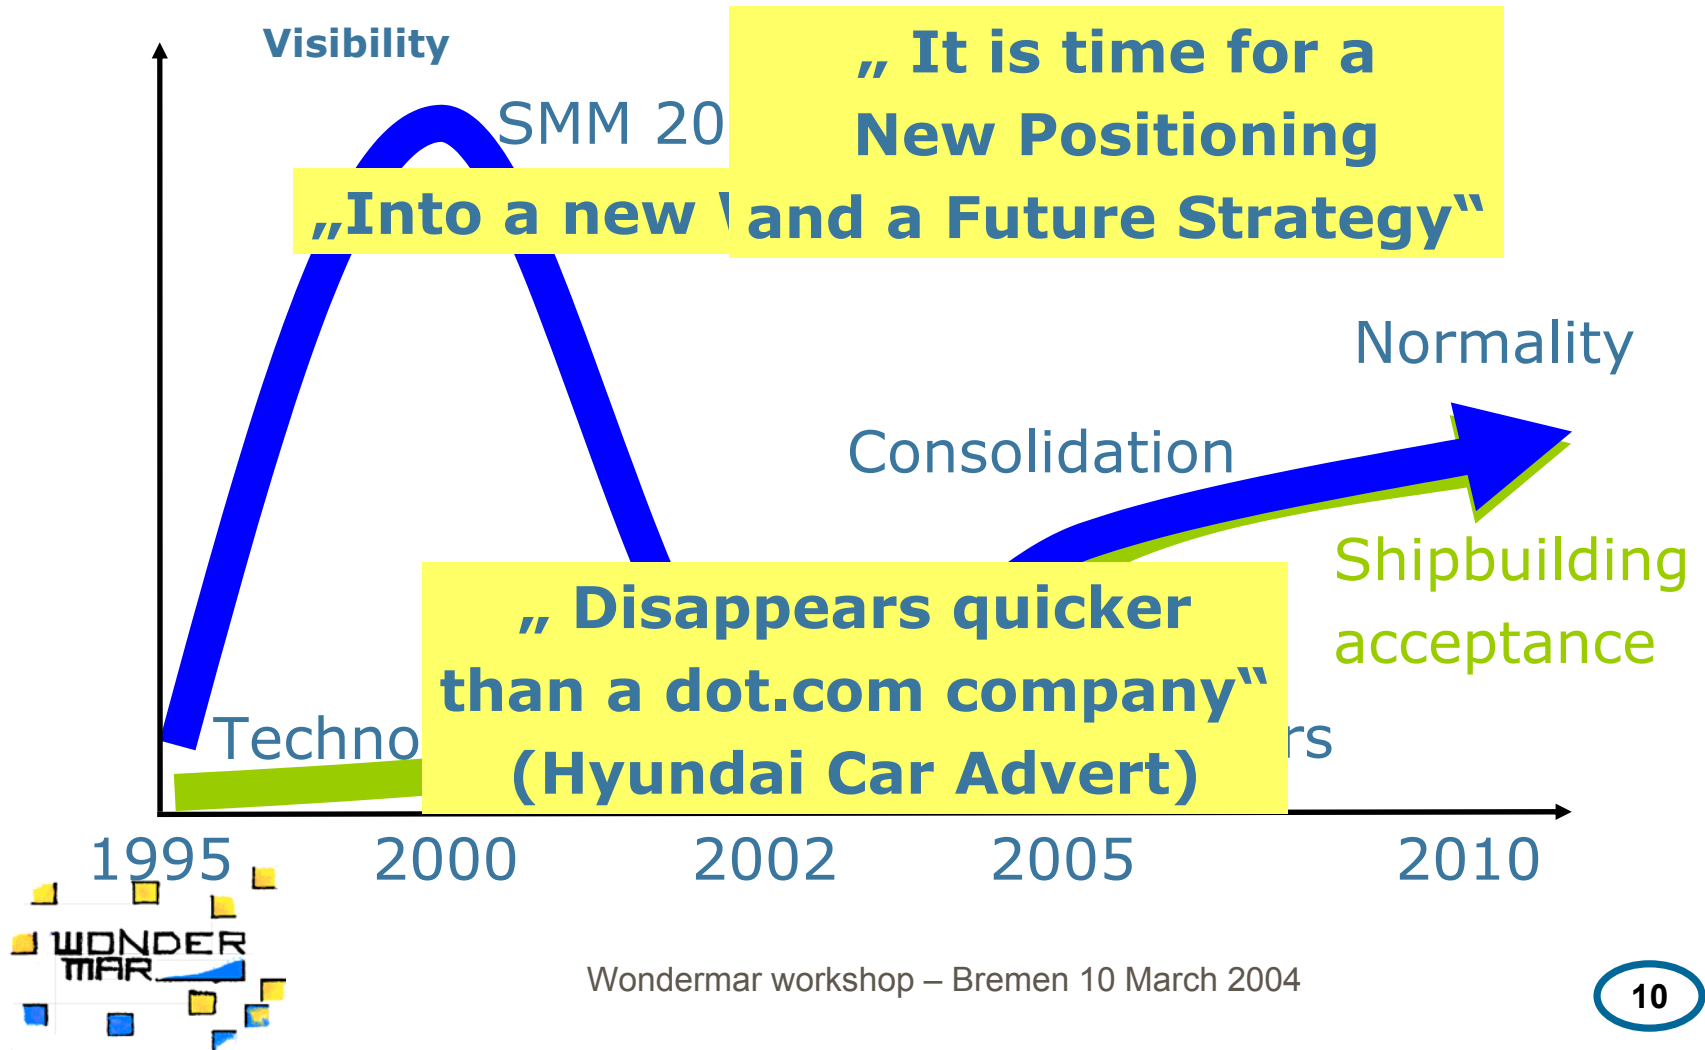 Visibility
„ It is time for a
New Positioning
and a Future Strategy“
SMM 20
„Into a new
Normality
Consolidation
Shipbuilding
acceptance
„ Disappears quicker
than a dot.com company“
(Hyundai Car Advert)
Techno
rs
1995 2000 2002 2005 2010
WONDER
MAR
Wondermar workshop – Bremen 10 March 2004
10